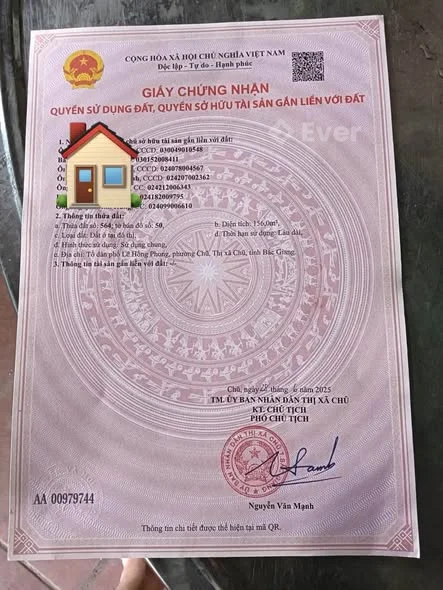 CỘNG HÒA XÃ HỘI CHỦ NGHĨA VIỆT NAM
Độc lập - Tự do - Hạnh phúc
GIẤY CHỨNG NHẬN
QUYỀN SỬ DỤNG ĐẤT, QUYỀN SỞ HỮU TÀI SẢN GẮN LIỀN VỚI ĐẤT
Ever
1. chủ sở hữu tài sản gắn liền với đất:
CCCD: 030049010548
030152008411
CCCD: 024078004567
CCCD: 024207002362
CC: 024212006343
024182009795
CC: 024099006610
2. Thông tin thửa đất:
a. Thửa đất số: 564; tờ bản đồ số: 50, b. Diện tích: 156,0m²,
c. Loại đất: Đất ở tại đô thị, d. Thời hạn sử dụng: Lâu dài,
đ. Hình thức sử dụng: Sử dụng chung,
e. Địa chỉ: Tổ dân phố Lê Hồng Phong, phường Chũ, Thị xã Chũ, tỉnh Bắc Giang.
3. Thông tin tài sản gắn liền với đất: -/-
Chũ, ngày tháng 6 năm 2025
TM. ỦY BAN NHÂN DÂN THỊ XÃ CHŨ
KT. CHỦ TỊCH
PHÓ CHỦ TỊCH
Nguyễn Văn Mạnh
AA 00979744
Thông tin chi tiết được thể hiện tại mã QR.